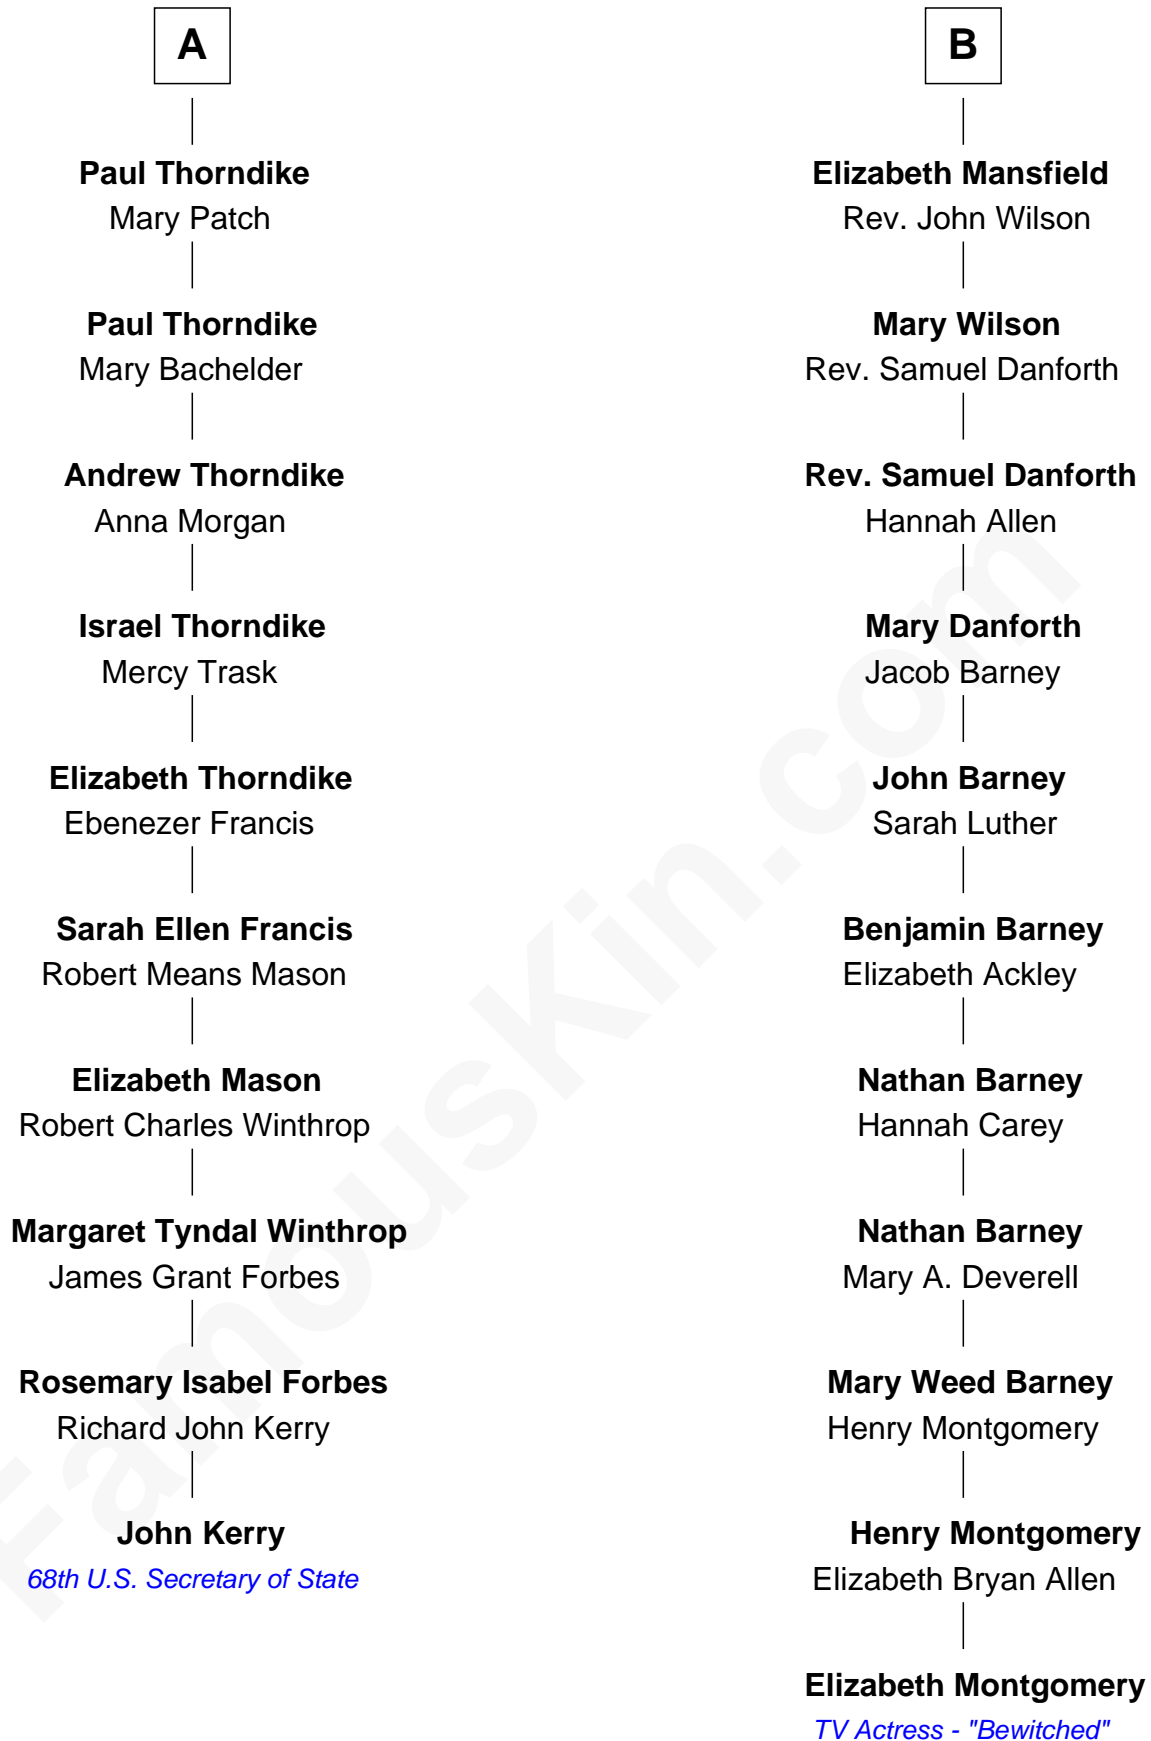 A
Paul Thorndike
Mary Patch
Paul Thorndike
Mary Bachelder
Andrew Thorndike
Anna Morgan
Israel Thorndike
Mercy Trask
Elizabeth Thorndike
Ebenezer Francis
Sarah Ellen Francis
Robert Means Mason
Elizabeth Mason
Robert Charles Winthrop
Margaret Tyndal Winthrop
James Grant Forbes
Rosemary Isabel Forbes
Richard John Kerry
John Kerry
68th U.S. Secretary of State
B
Elizabeth Mansfield
Rev. John Wilson
Mary Wilson
Rev. Samuel Danforth
Rev. Samuel Danforth
Hannah Allen
Mary Danforth
Jacob Barney
John Barney
Sarah Luther
Benjamin Barney
Elizabeth Ackley
Nathan Barney
Hannah Carey
Nathan Barney
Mary A. Deverell
Mary Weed Barney
Henry Montgomery
Henry Montgomery
Elizabeth Bryan Allen
Elizabeth Montgomery
TV Actress - "Bewitched"
FamousKin.com